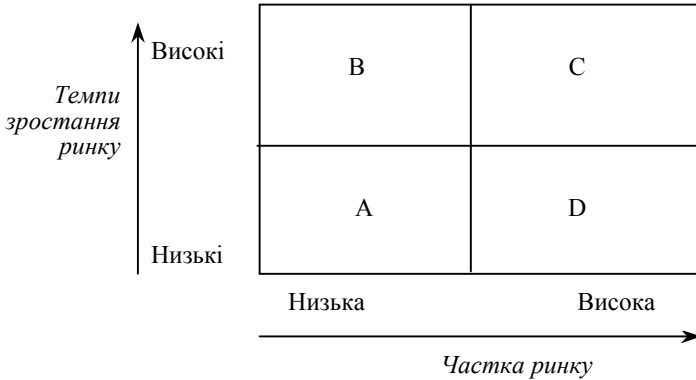 Високі
B
C
Темпи
зростання
ринку
A
D
Низькі
Низька
Висока
Частка ринку